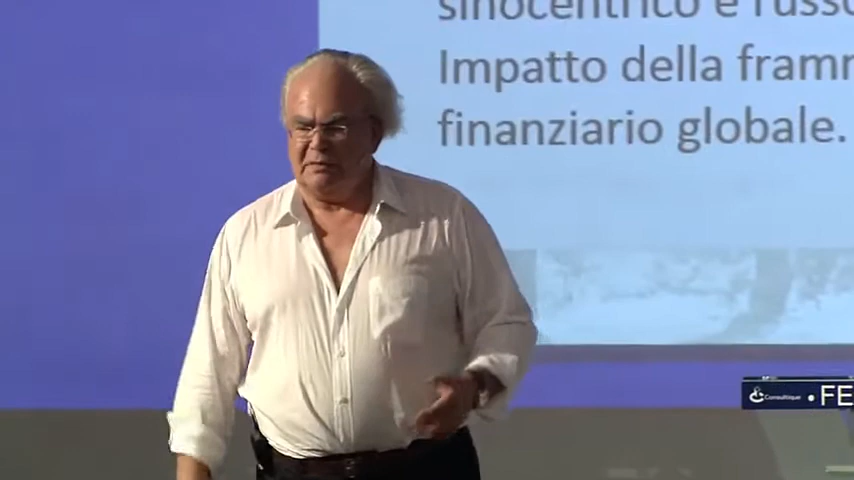 sinocentrico e russo
Impatto della framm
finanziario globale.
Consultique • FE